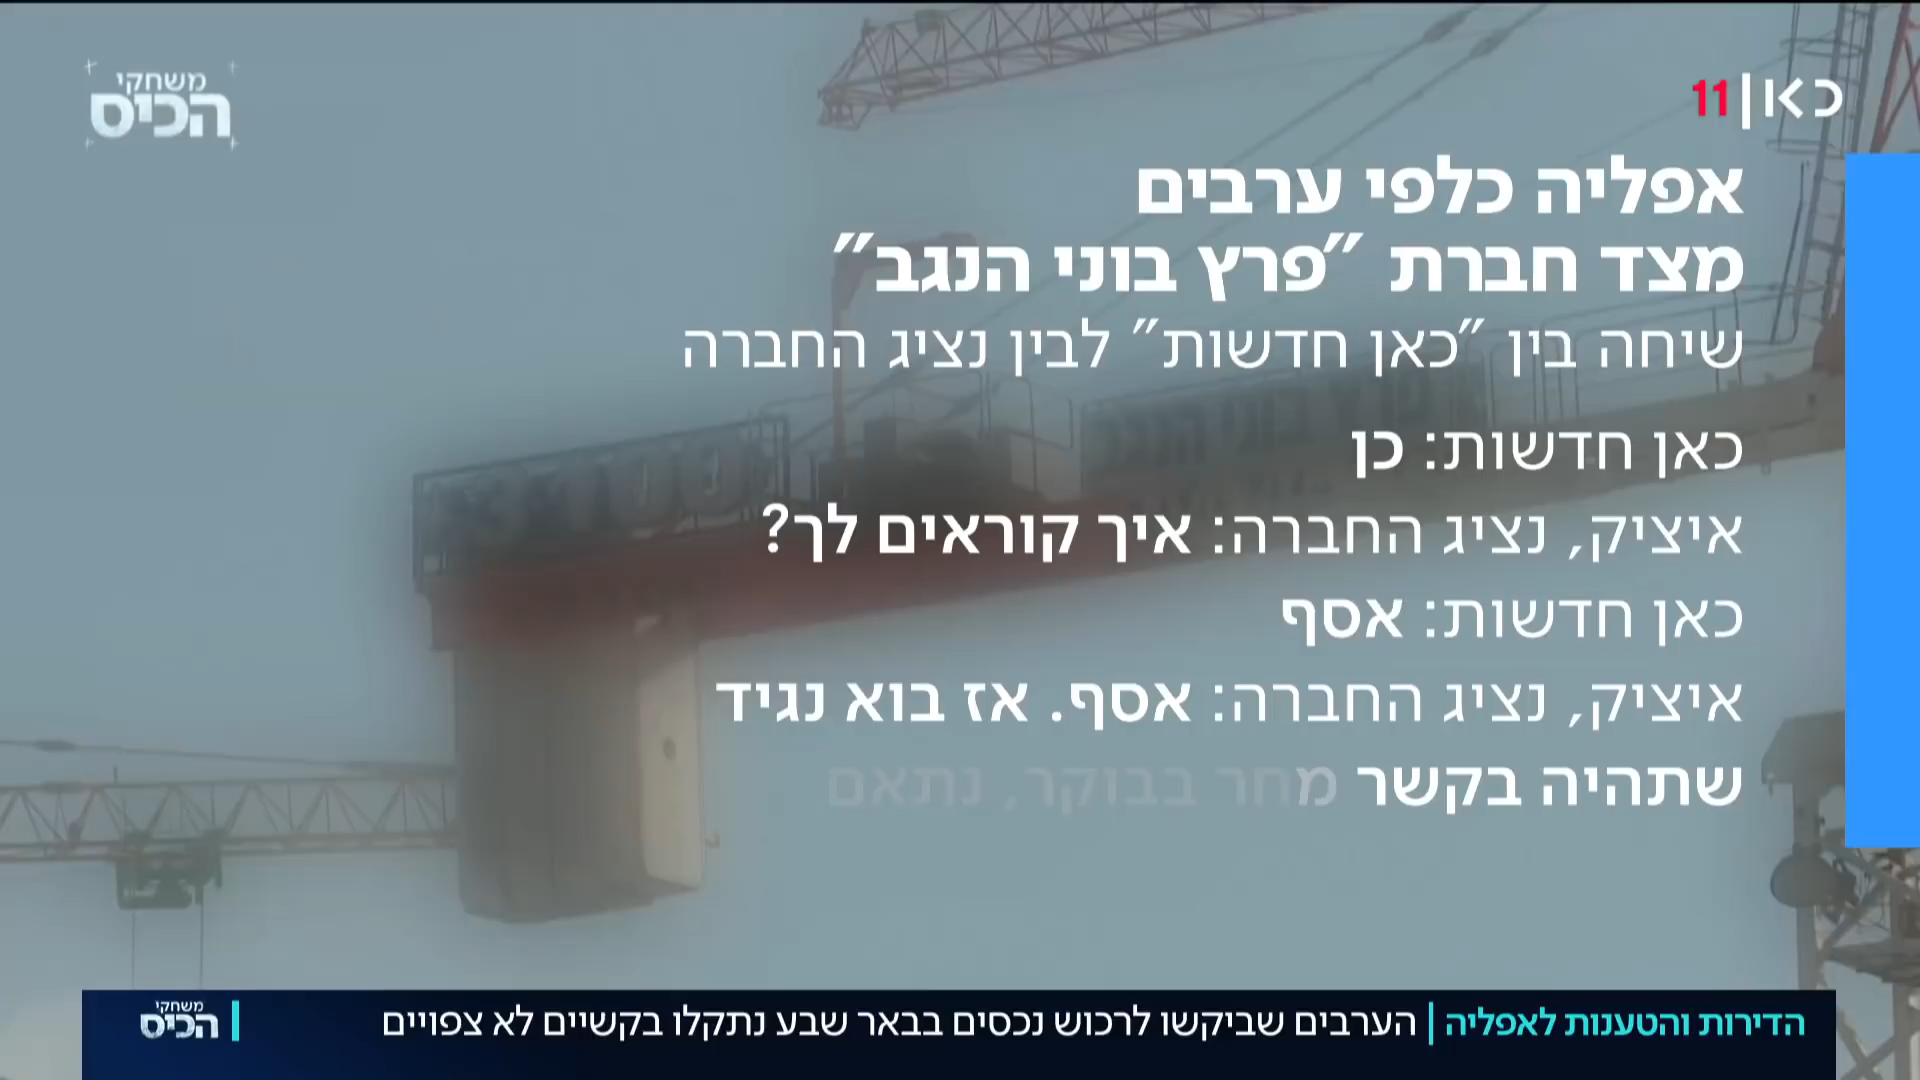 משחקי
הכיס
כאן|11
אפליה כלפי ערבים
מצד חברת "פרץ בוני הנגב"
שיחה בין "כאן חדשות" לבין נציג החברה
כאן חדשות: כן
איציק, נציג החברה: איך קוראים לך?
כאן חדשות: אסף
איציק, נציג החברה: אסף. אז בוא נגיד
שתהיה בקשר מחר בבוקר, נתאם
פרץ בוני הנגב
הדירות והטענות לאפליה | הערבים שביקשו לרכוש נכסים בבאר שבע נתקלו בקשיים לא צפויים
משחקי
הכיס